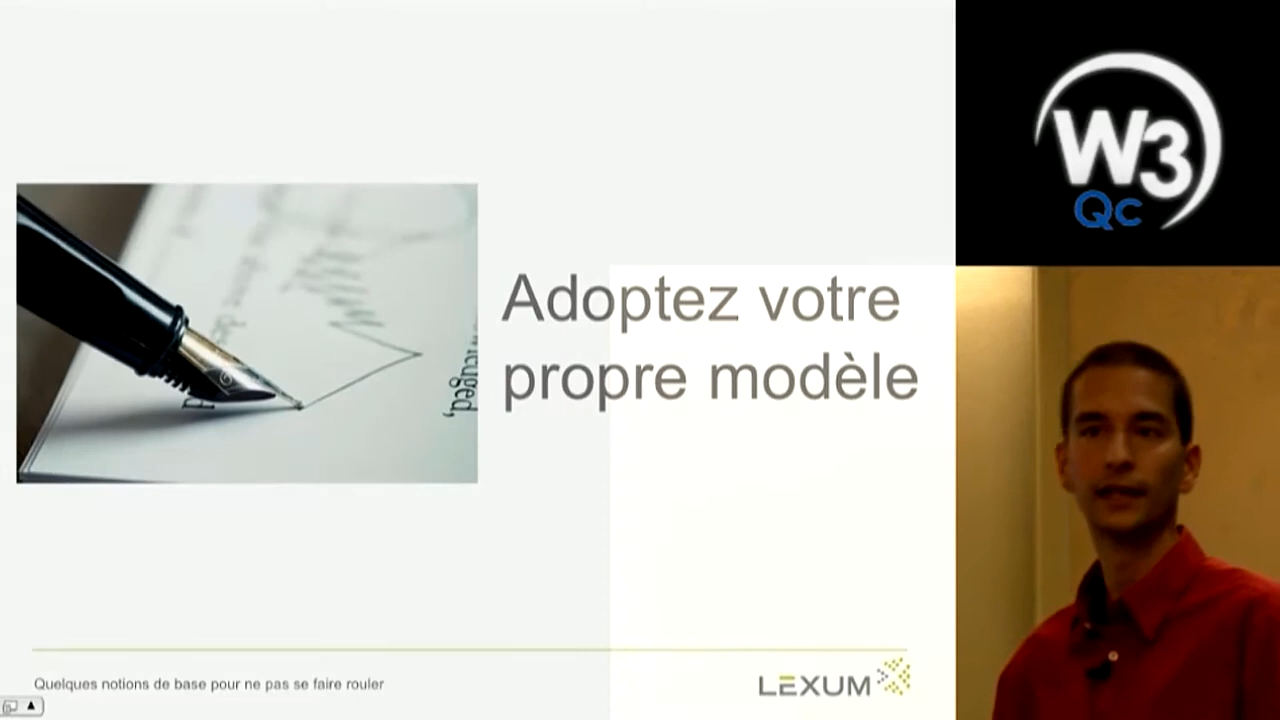 W3
Qc
Adoptez votre
propre modèle
Quelques notions de base pour ne pas se faire rouler
LEXUM